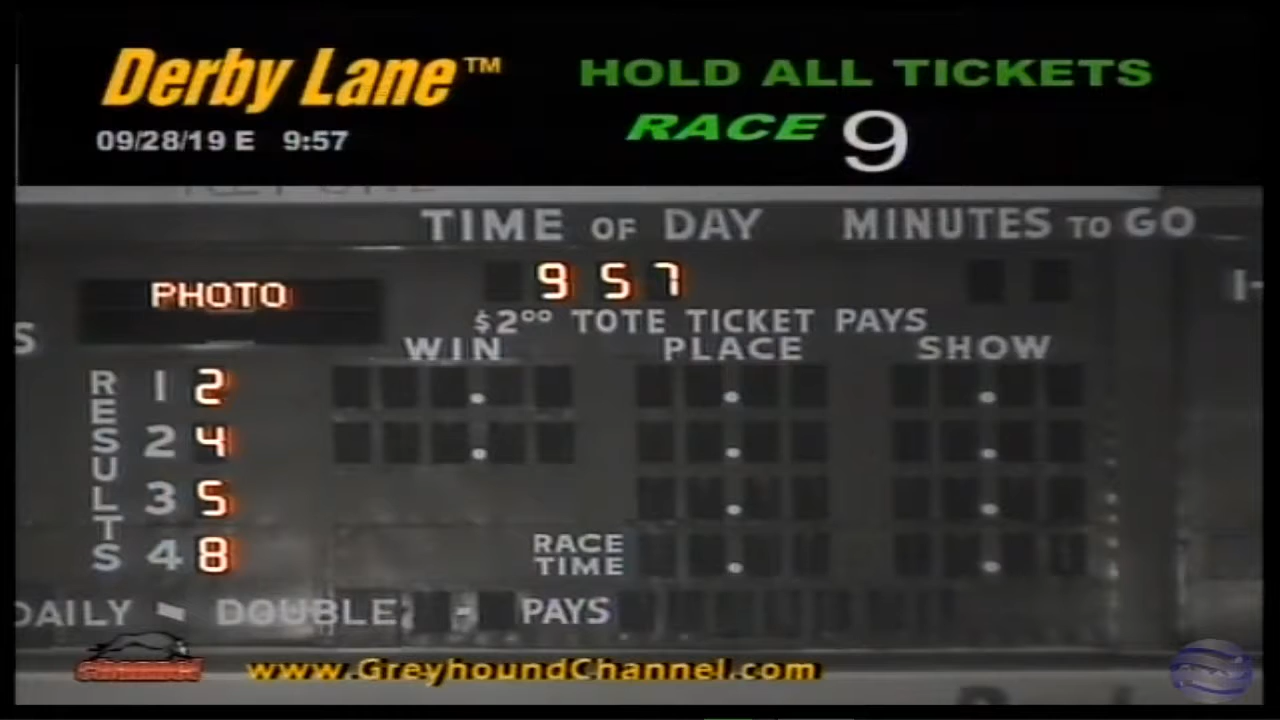 Derby Lane™
HOLD ALL TICKETS
09/28/19 E 9:57
RACE 9
TIME OF DAY
MINUTES TO GO
PHOTO
9 57
$2⁰⁰ TOTE TICKET PAYS
WIN PLACE SHOW
RESULTS
1 2
2 4
3 5
4 8
RACE
TIME
DAILY - DOUBLE - PAYS
channel
www.GreyhoundChannel.com